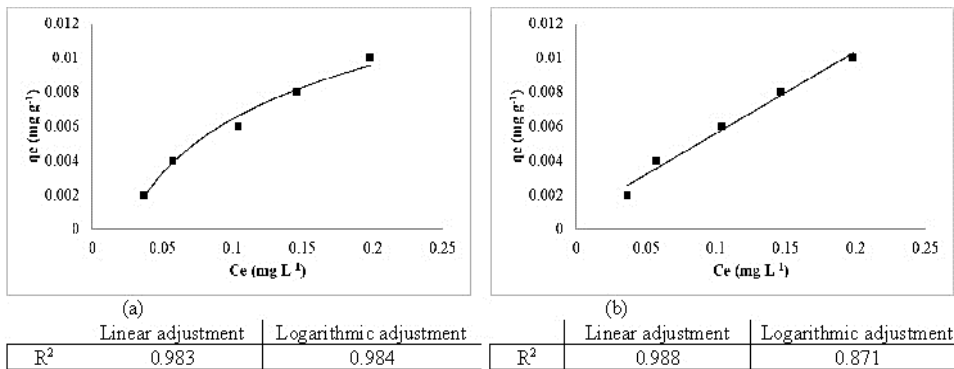 0.012
0.01
0.008
0.006
0.004
0.002
0
qe (mg g-1)
0 0.05 0.1 0.15 0.2 0.25
Ce (mg L-1)
(a)
Linear adjustment Logarithmic adjustment
R2 0.983 0.984
0.012
0.01
0.008
0.006
0.004
0.002
0
qe (mg g-1)
0 0.05 0.1 0.15 0.2 0.25
Ce (mg L-1)
(b)
Linear adjustment Logarithmic adjustment
R2 0.988 0.871